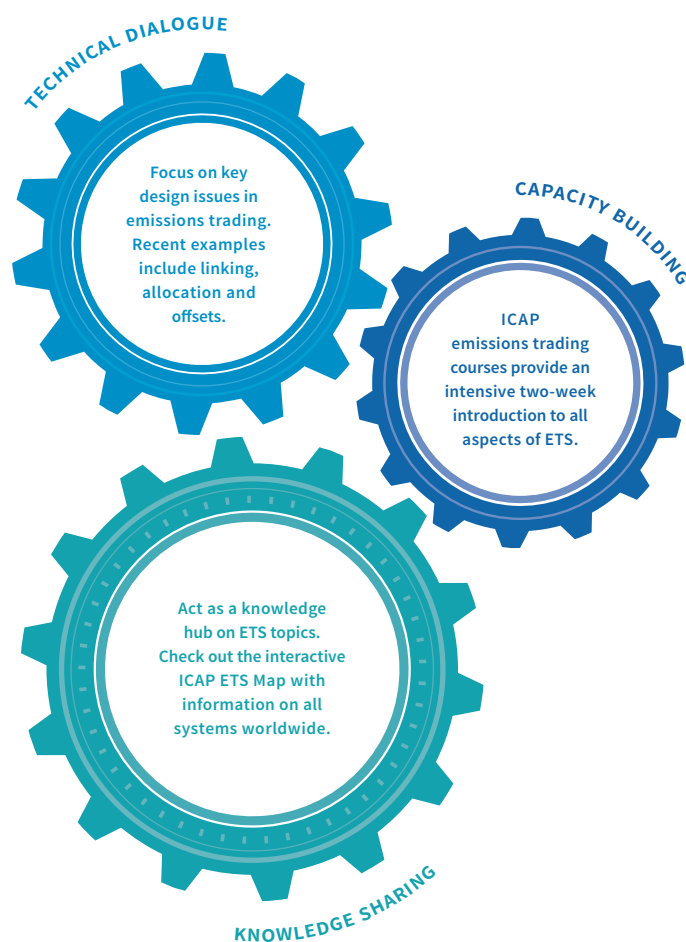 TECHNICAL DIALOGUE
Focus on key
design issues in
emissions trading.
Recent examples
include linking,
allocation and
offsets.
CAPACITY BUILDING
ICAP
emissions trading
courses provide an
intensive two-week
introduction to all
aspects of ETS.
Act as a knowledge
hub on ETS topics.
Check out the interactive
ICAP ETS Map with
information on all
systems worldwide.
KNOWLEDGE SHARING